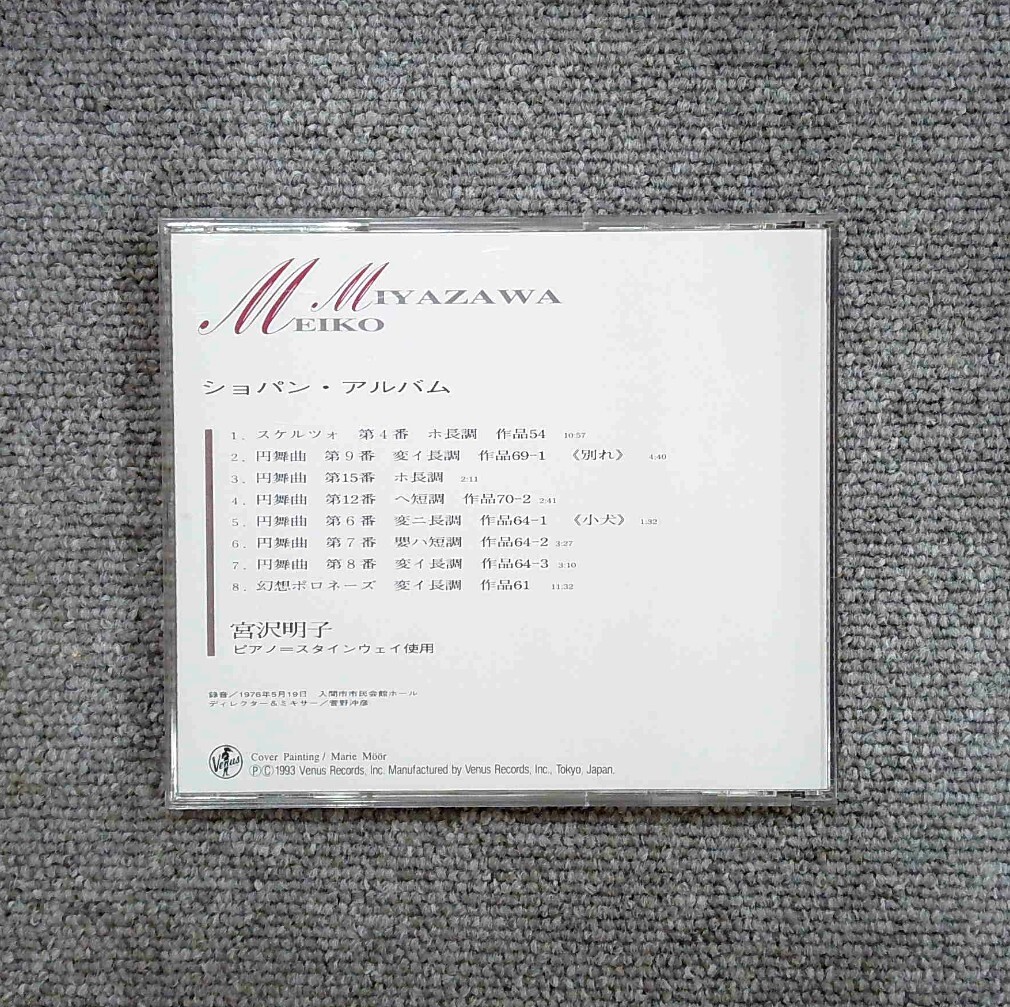 MIYAZAWA
MEIKO
ショパン・アルバム
1. スケルツォ 第4番 ホ長調 作品54 10:57
2. 円舞曲 第9番 変イ長調 作品69-1 《別れ》 4:40
3. 円舞曲 第15番 ホ長調 2:11
4. 円舞曲 第12番 ヘ短調 作品70-2 2:41
5. 円舞曲 第6番 変ニ長調 作品64-1 《小犬》 1:32
6. 円舞曲 第7番 嬰ハ短調 作品64-2 3:27
7. 円舞曲 第8番 変イ長調 作品64-3 3:10
8. 幻想ポロネーズ 変イ長調 作品61 11:32
宮沢明子
ピアノ=スタインウェイ使用
録音/1976年5月19日 入間市市民会館ホール
ディレクター&ミキサー/菅野沖彦
Venus
Cover Painting / Marie Möör
ⓅⒸ1993 Venus Records, Inc. Manufactured by Venus Records, Inc., Tokyo, Japan.